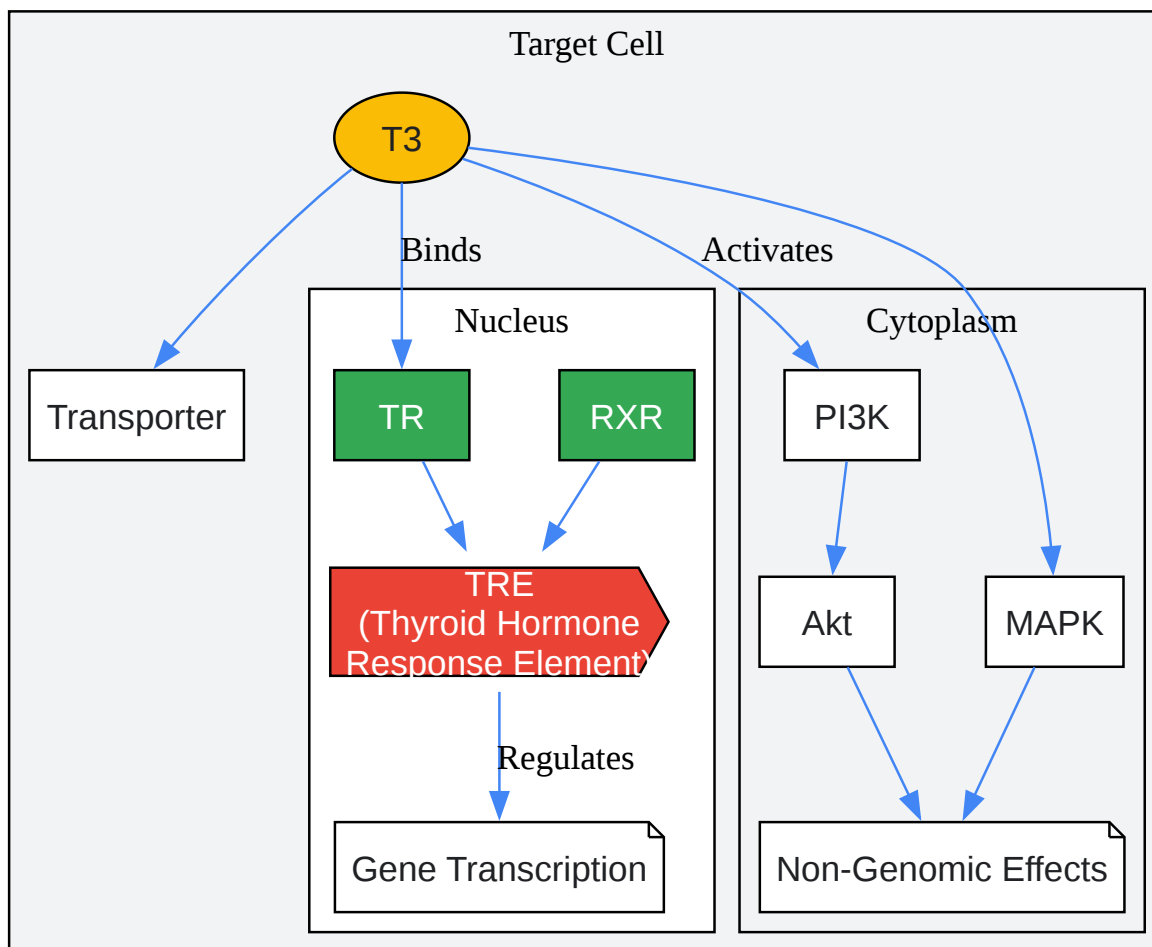 Target Cell
T3
Binds
Activates
Nucleus
Cytoplasm
Transporter
TR
RXR
PI3K
TRE
(Thyroid Hormone
Response Element)
Akt
MAPK
Regulates
Gene Transcription
Non-Genomic Effects